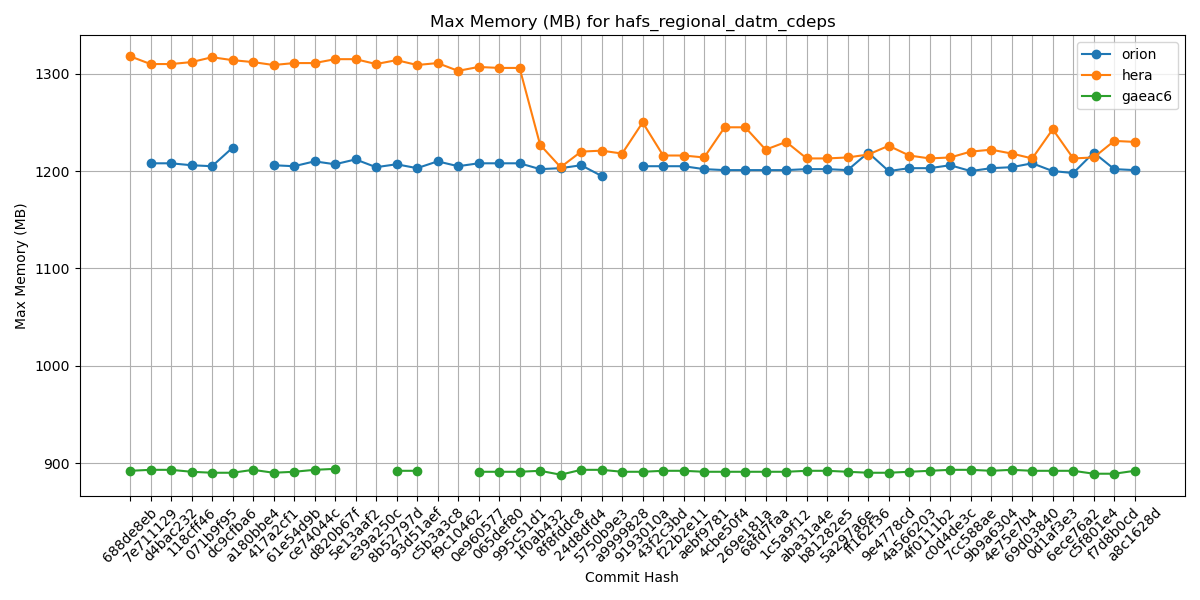 Max Memory (MB) for hafs_regional_datm_cdeps
orion
hera
gaeac6
Max Memory (MB)
1300
1200
1100
1000
900
688de8eb
7e711129
d4bac232
118cff46
071b9f95
dc9cfba6
a180bbe4
417a2cf1
61e54d9b
ce74044c
d820b67f
5e13aaf2
e39a250c
8b52797d
93d51aef
c5b3a3c8
f9c10462
0e960577
065def80
995c51d1
1f0ab432
8f8fddc8
24d8dfd4
5750b9e3
a9999828
9193010a
43f2c3bd
f22b2e11
aebf9781
4cbe50f4
269e181a
68fd7faa
1c5a9f12
aba31a4e
b81282e5
5a297a6e
ff162f36
9e4778cd
4a566203
4f0111b2
c0d4de3c
7cc588ae
9b9a6304
4e75e7b4
69d03840
0d1af3e3
6ece76a2
c5f801e4
f7d8b0cd
a8c1628d
Commit Hash